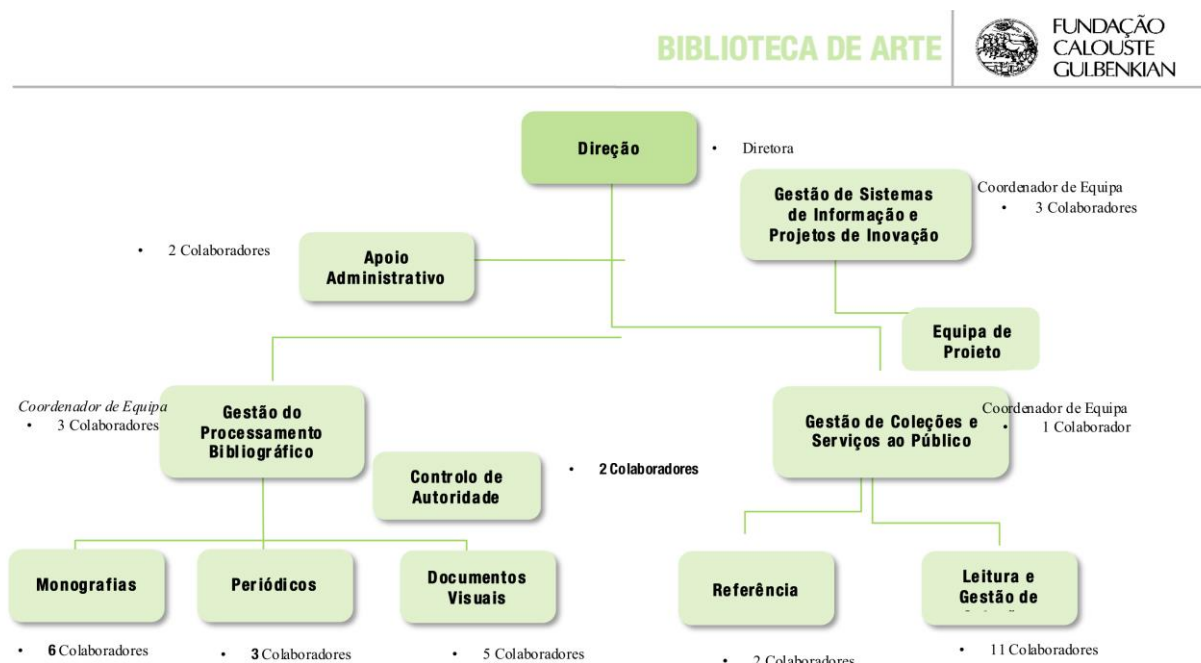 BIBLIOTECA DE ARTE
FUNDAÇÃO
CALOUSTE
GULBENKIAN
Direção
• Diretora
Gestão de Sistemas
de Informação e
Projetos de Inovação
Coordenador de Equipa
• 3 Colaboradores
• 2 Colaboradores
Apoio
Administrativo
Equipa de
Projeto
Coordenador de Equipa
• 3 Colaboradores
Gestão do
Processamento
Bibliográfico
Gestão de Coleções e
Serviços ao Público
Coordenador de Equipa
• 1 Colaborador
Controlo de
Autoridade
• 2 Colaboradores
Monografias
Periódicos
Documentos
Visuais
Referência
Leitura e
Gestão de
• 6 Colaboradores
• 3 Colaboradores
• 5 Colaboradores
• 2 Colaboradores
• 11 Colaboradores